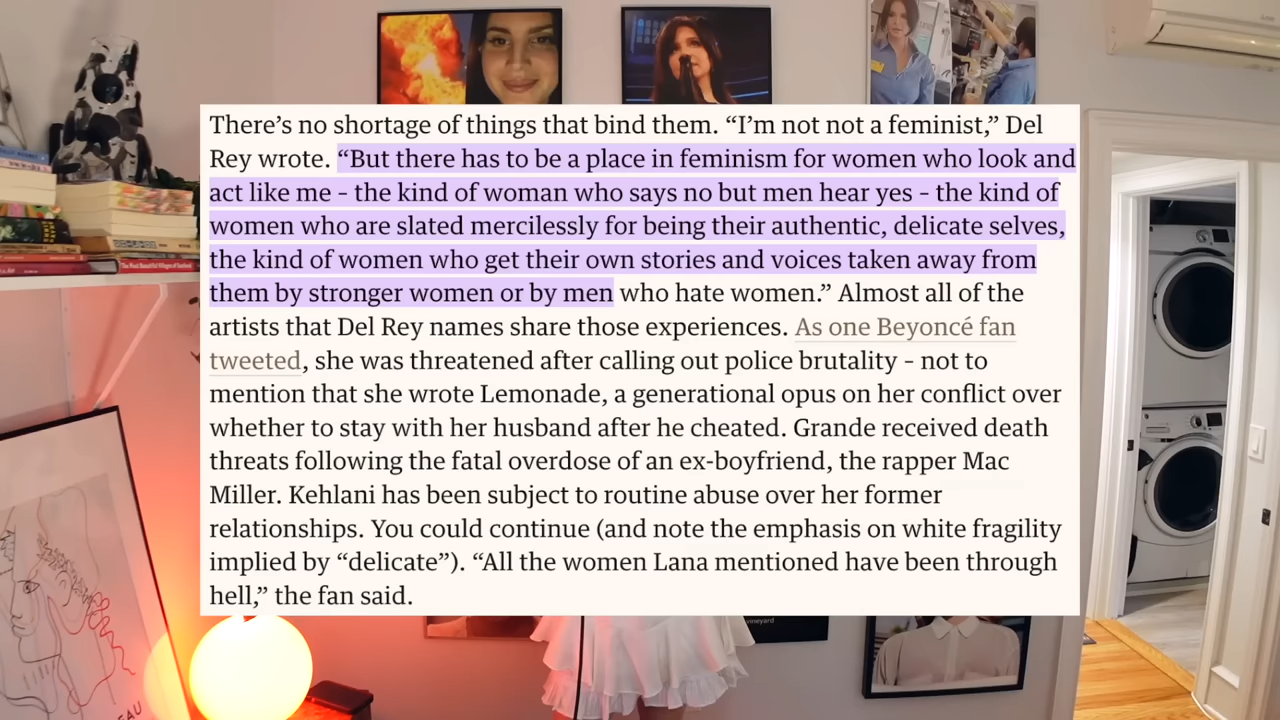 There’s no shortage of things that bind them. “I’m not not a feminist,” Del
Rey wrote. “But there has to be a place in feminism for women who look and
act like me – the kind of woman who says no but men hear yes – the kind of
women who are slated mercilessly for being their authentic, delicate selves,
the kind of women who get their own stories and voices taken away from
them by stronger women or by men who hate women.” Almost all of the
artists that Del Rey names share those experiences. As one Beyoncé fan
tweeted, she was threatened after calling out police brutality – not to
mention that she wrote Lemonade, a generational opus on her conflict over
whether to stay with her husband after he cheated. Grande received death
threats following the fatal overdose of an ex-boyfriend, the rapper Mac
Miller. Kehlani has been subject to routine abuse over her former
relationships. You could continue (and note the emphasis on white fragility
implied by “delicate”). “All the women Lana mentioned have been through
hell,” the fan said.
vineyard
EAU